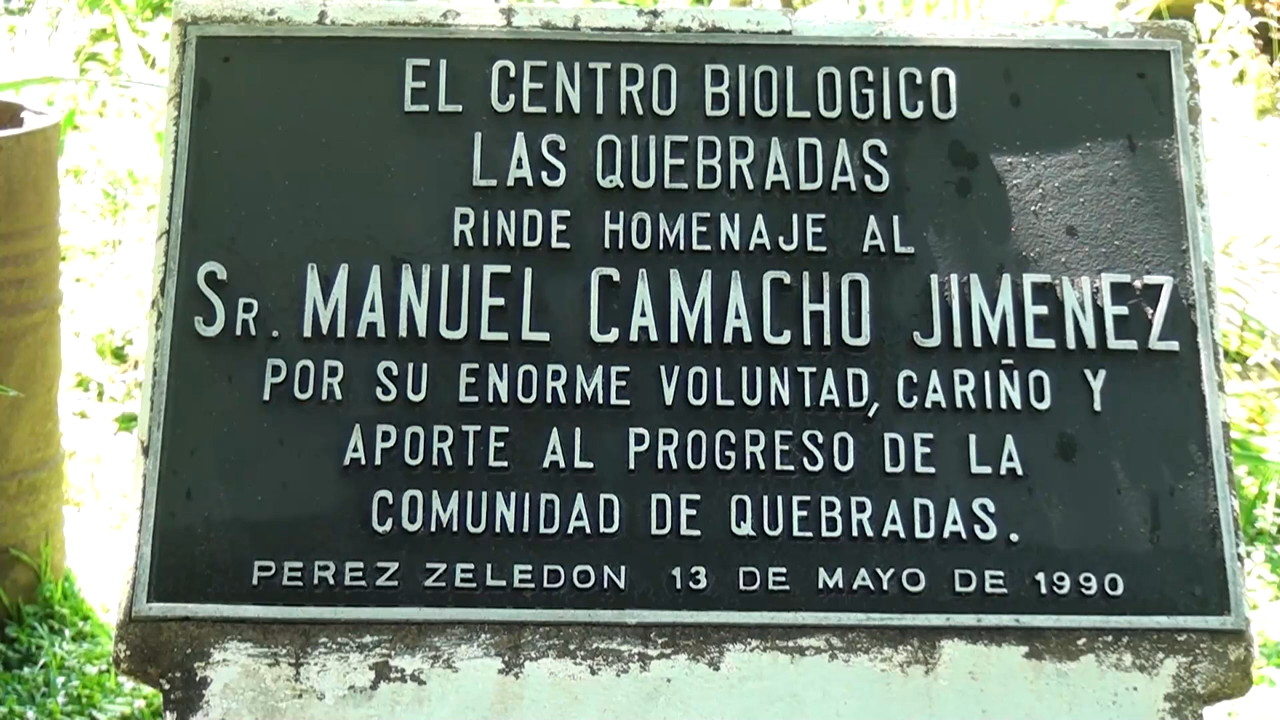 EL CENTRO BIOLOGICO
LAS QUEBRADAS
RINDE HOMENAJE AL
SR. MANUEL CAMACHO JIMENEZ
POR SU ENORME VOLUNTAD, CARIÑO Y
APORTE AL PROGRESO DE LA
COMUNIDAD DE QUEBRADAS.
PEREZ ZELEDON 13 DE MAYO DE 1990